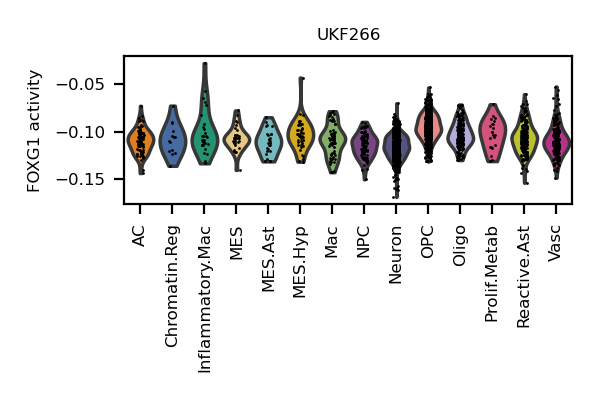 UKF266
FOXG1 activity
−0.05
−0.10
−0.15
AC
Chromatin.Reg
Inflammatory.Mac
MES
MES.Ast
MES.Hyp
Mac
NPC
Neuron
OPC
Oligo
Prolif.Metab
Reactive.Ast
Vasc